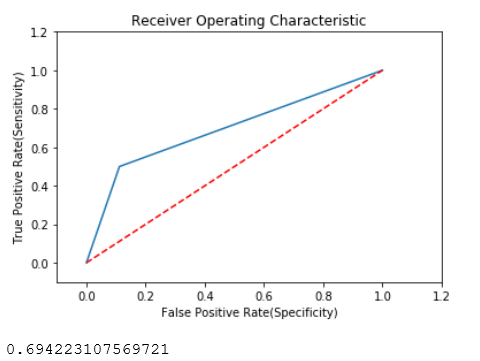 Receiver Operating Characteristic
1.2
1.0
0.8
0.6
0.4
0.2
0.0
True Positive Rate(Sensitivity)
0.0 0.2 0.4 0.6 0.8 1.0 1.2
False Positive Rate(Specificity)
0.694223107569721